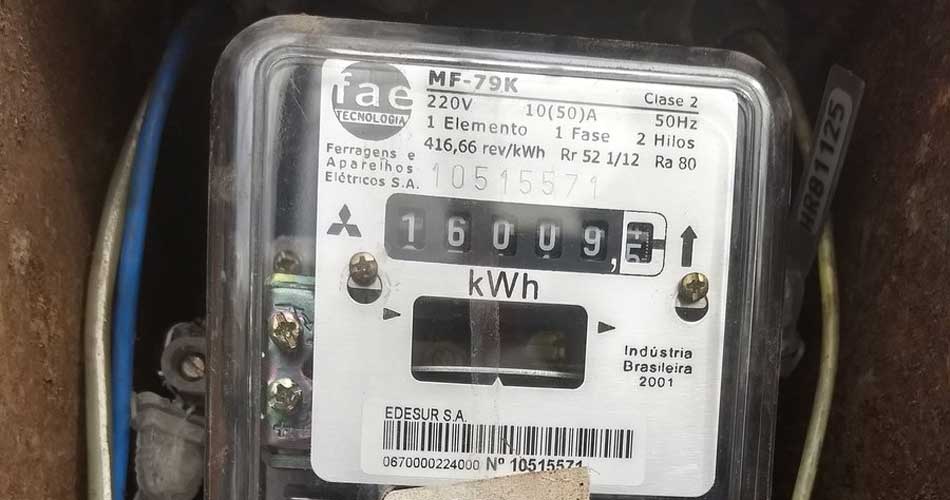 fae
TECNOLOGIA
MF-79K
220V 10(50)A Clase 2
50Hz
1 Elemento 1 Fase 2 Hilos
416,66 rev/kWh Rr 52 1/12 Ra 80
Ferragens e
Aparelhos
Elétricos S.A.
10515571
16009,
kWh
Indústria
Brasileira
2001
EDESUR S.A.
0670000224000 Nº 10515571
HRB 1125